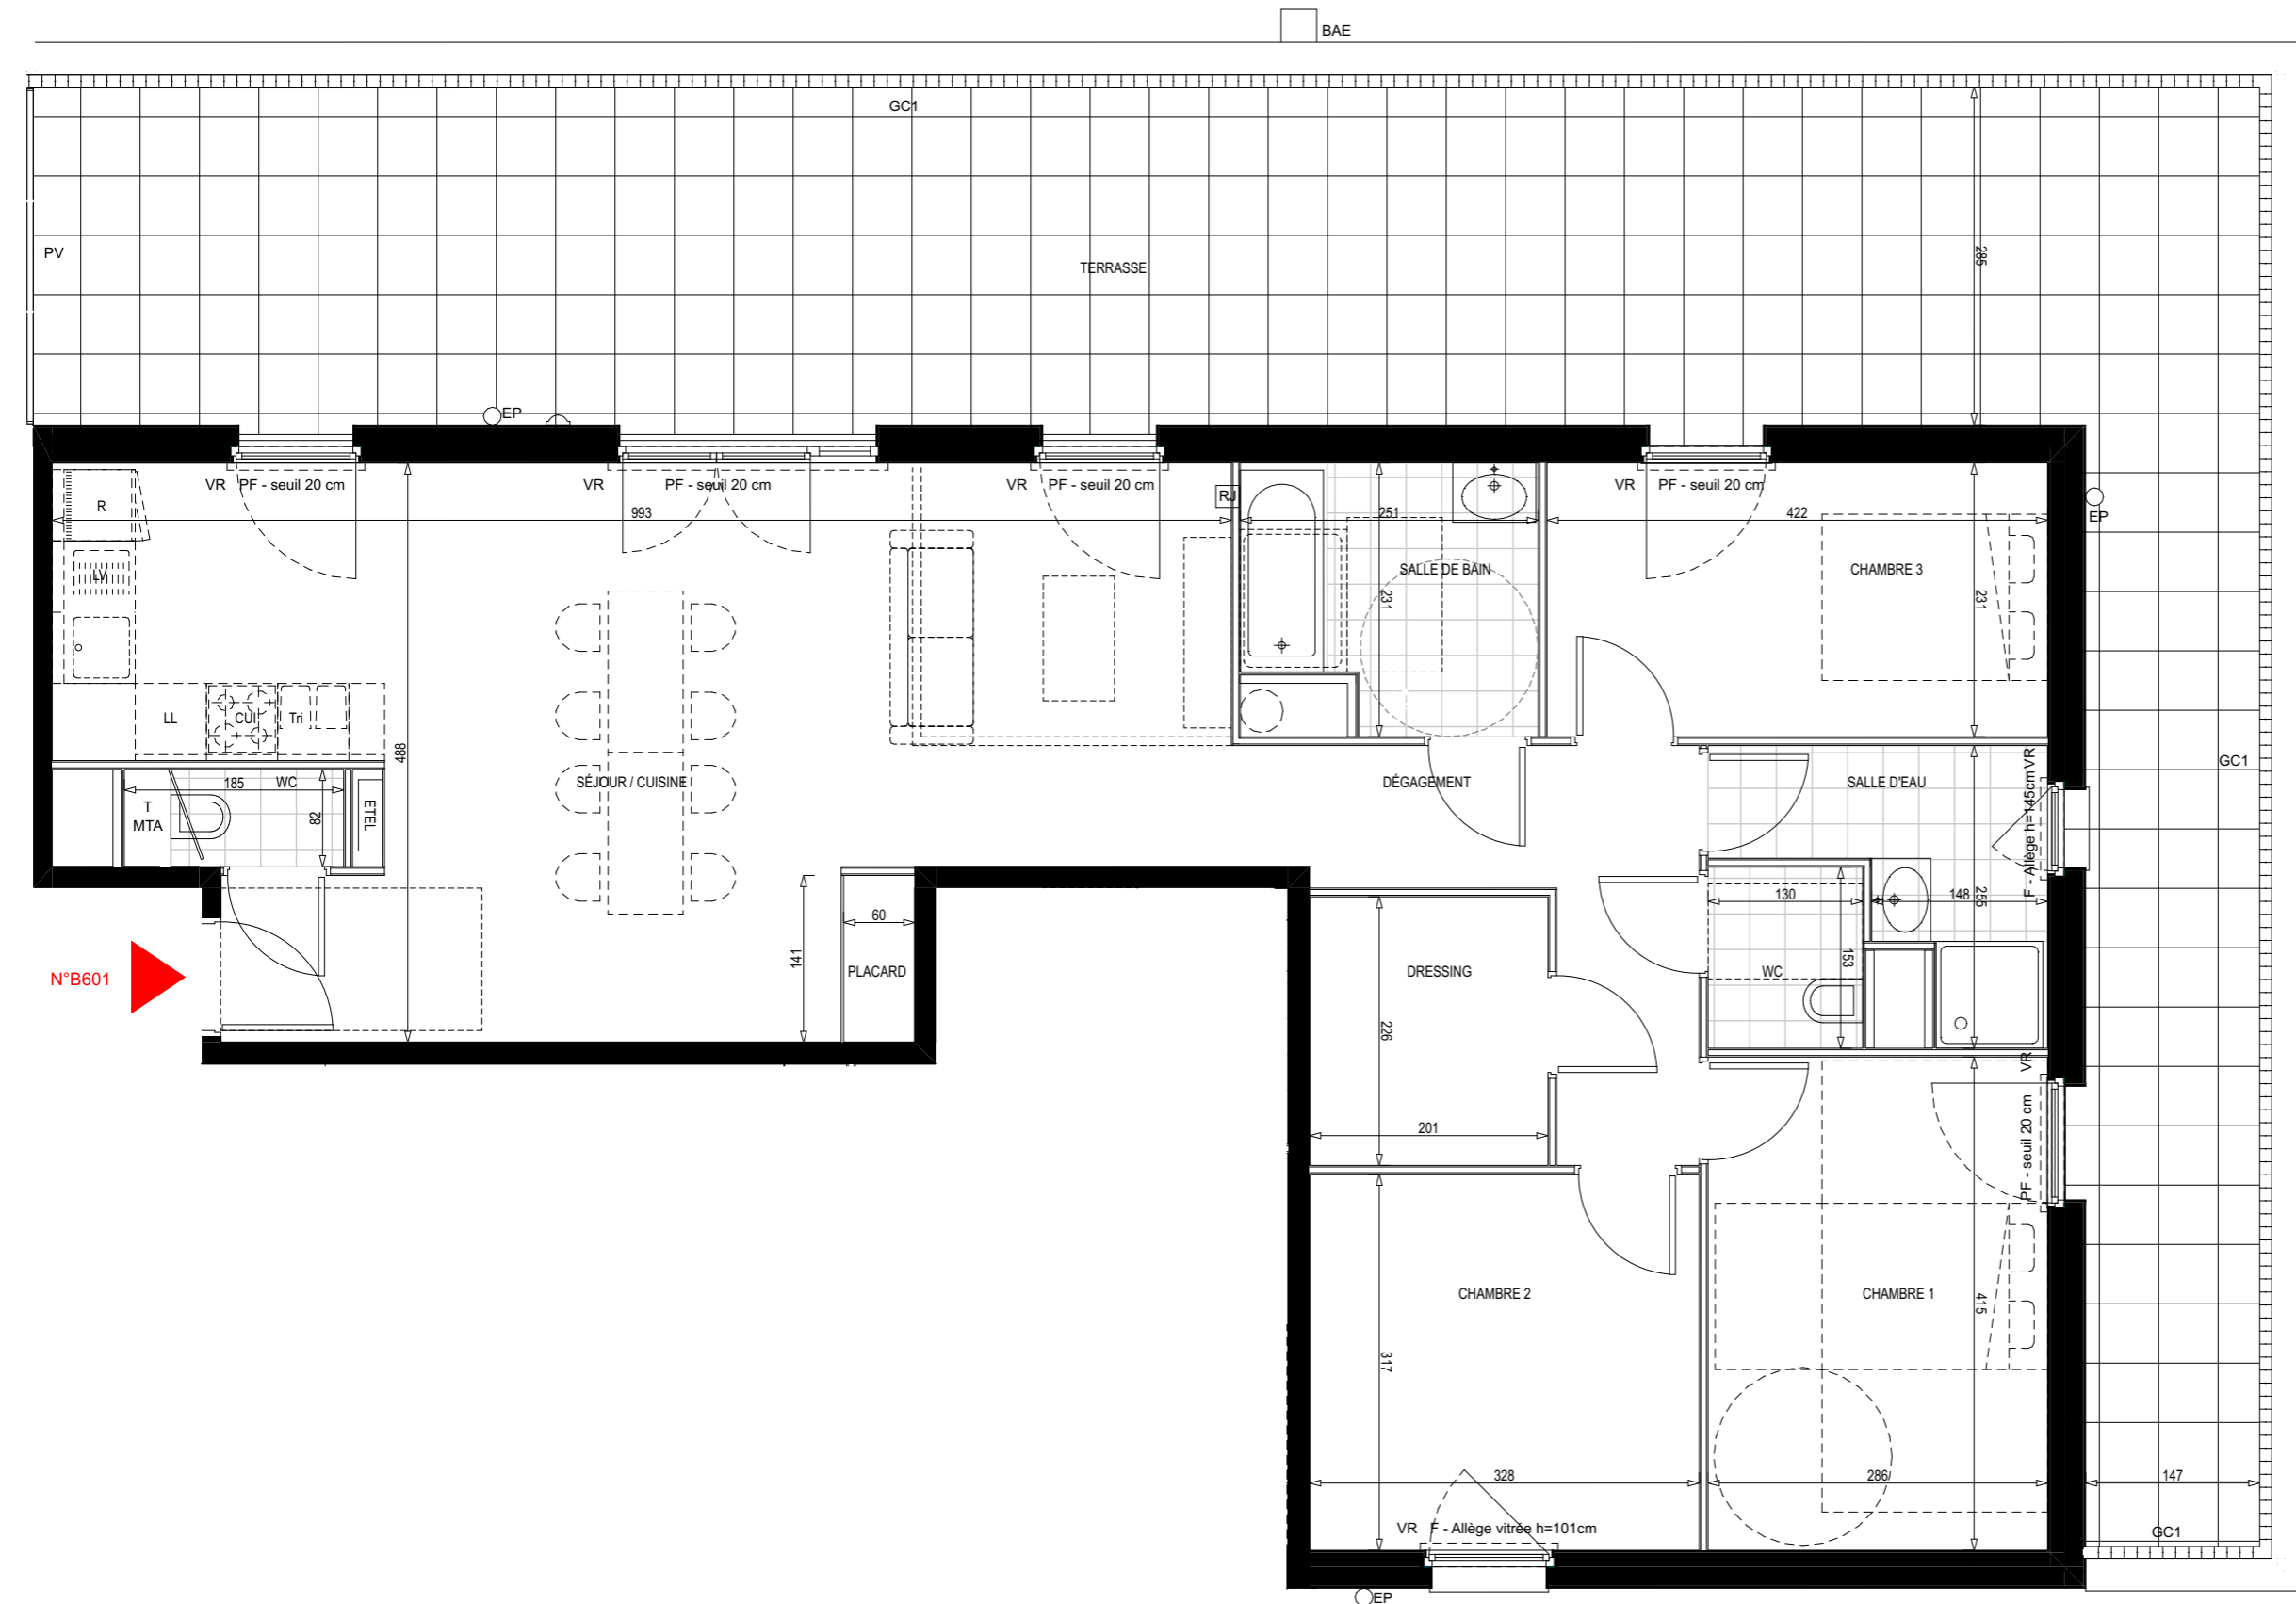 BAE
GC1
PV
TERRASSE
285
EP
VR PF - seuil 20 cm
VR PF - seuil 20 cm
VR PF - seuil 20 cm
VR PF - seuil 20 cm
R
993
RJ
251
422
EP
LV
SALLE DE BAIN
CHAMBRE 3
231
231
LL
CUI
Tri
488
SÉJOUR / CUISINE
DÉGAGEMENT
SALLE D'EAU
F - Allège h=145cm VR
GC1
185
WC
T
MTA
82
ETEL
60
141
PLACARD
N°B601
130
148
255
153
WC
DRESSING
226
201
VR
PF - seuil 20 cm
CHAMBRE 2
CHAMBRE 1
415
317
328
286
147
VR F - Allège vitrée h=101cm
GC1
EP